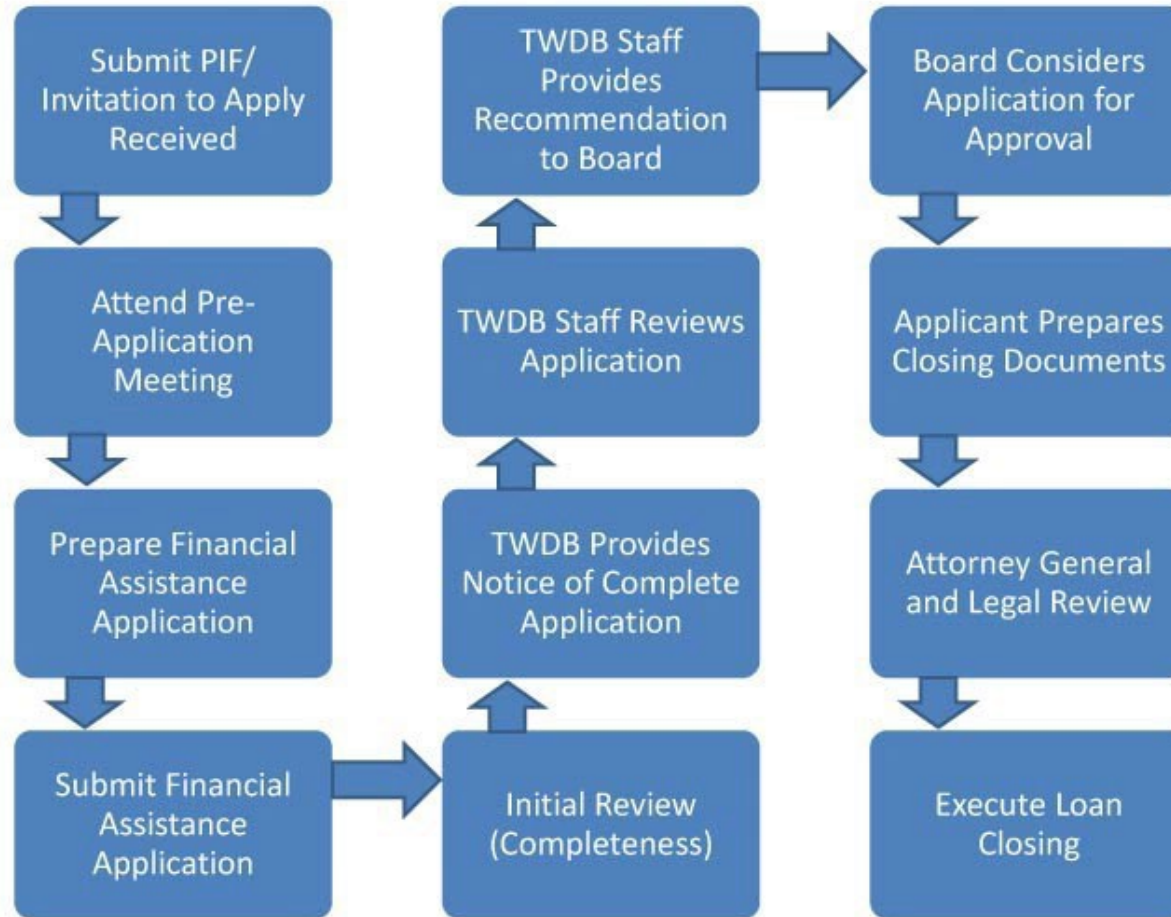 Submit PIF/
Invitation to Apply
Received
Attend Pre-
Application
Meeting
Prepare Financial
Assistance
Application
Submit Financial
Assistance
Application
Initial Review
(Completeness)
TWDB Provides
Notice of Complete
Application
TWDB Staff Reviews
Application
TWDB Staff
Provides
Recommendation
to Board
Board Considers
Application for
Approval
Applicant Prepares
Closing Documents
Attorney General
and Legal Review
Execute Loan
Closing